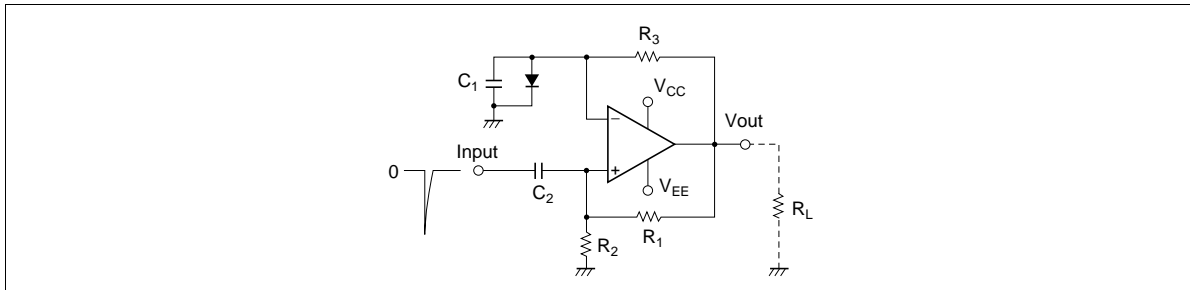 R3
C1
VCC
−
Vout
Input
0
+
C2
VEE
RL
R1
R2